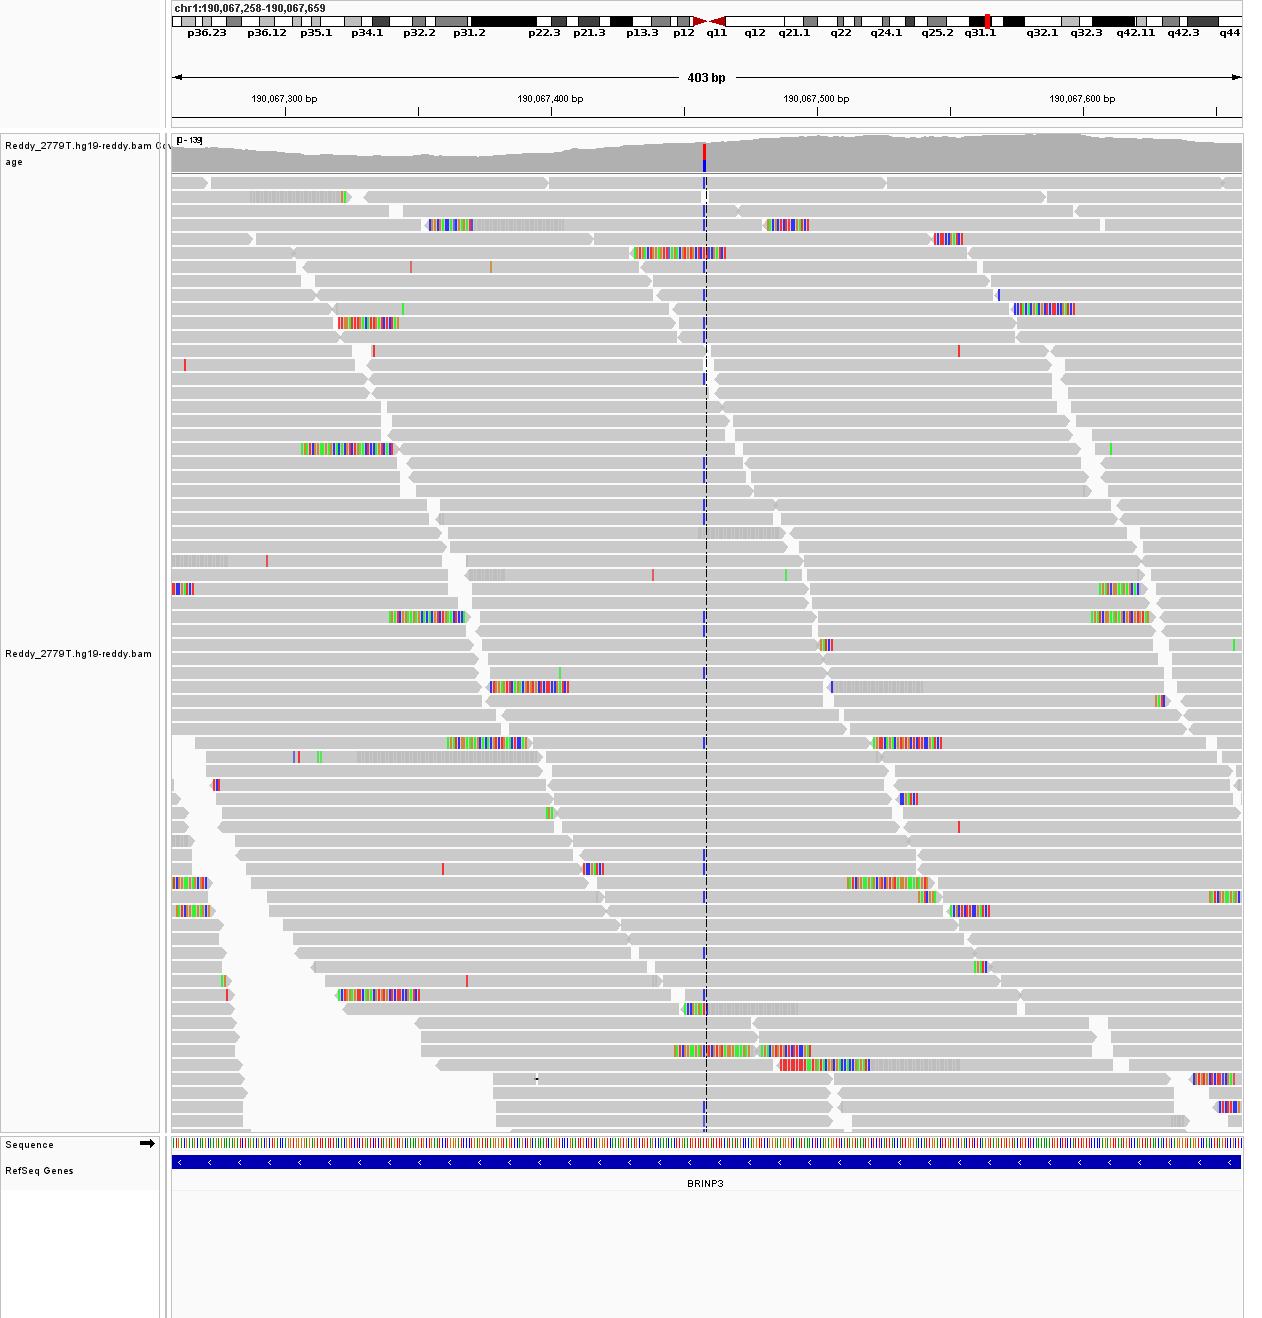 chr1:190,067,258-190,067,659
p36.23 p36.12 p35.1 p34.1 p32.2 p31.2 p22.3 p21.3 p13.3 p12 q11 q12 q21.1 q22 q24.1 q25.2 q31.1 q32.1 q32.3 q42.11 q42.3 q44
403 bp
190,067,300 bp 190,067,400 bp 190,067,500 bp 190,067,600 bp
[0 - 139]
Reddy_2779T.hg19-reddy.bam Cov
age
Reddy_2779T.hg19-reddy.bam
Sequence
RefSeq Genes
BRINP3